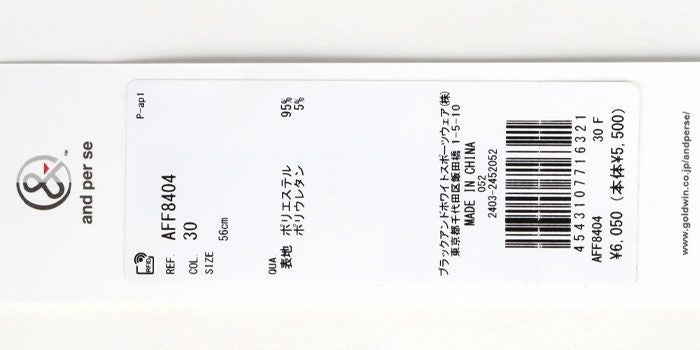 &
and per se
™
P-ap1
RFID
REF. AFF8404
COL. 30
SIZE 56cm
QUA.
表地 ポリエステル 95%
ポリウレタン 5%
ブラックアンドホワイトスポーツウェア(株)
東京都千代田区飯田橋 1-5-10
MADE IN CHINA
052
2403-2452052
4543107716321
AFF8404 30 F
¥6,050 (本体¥5,500)
www.goldwin.co.jp/andperse/